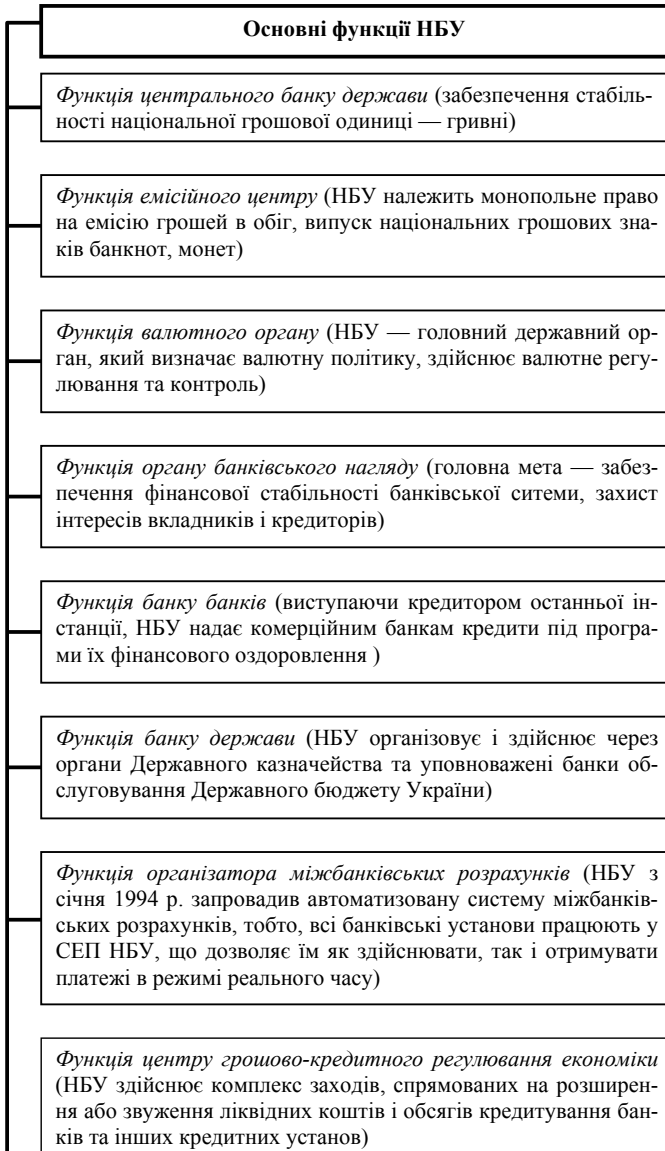 Основні функції НБУ
Функція центрального банку держави (забезпечення стабіль-
ності національної грошової одиниці — гривні)
Функція емісійного центру (НБУ належить монопольне право
на емісію грошей в обіг, випуск національних грошових зна-
ків банкнот, монет)
Функція валютного органу (НБУ — головний державний ор-
ган, який визначає валютну політику, здійснює валютне регу-
лювання та контроль)
Функція органу банківського нагляду (головна мета — забез-
печення фінансової стабільності банківської ситеми, захист
інтересів вкладників і кредиторів)
Функція банку банків (виступаючи кредитором останньої ін-
станції, НБУ надає комерційним банкам кредити під програ-
ми їх фінансового оздоровлення )
Функція банку держави (НБУ організовує і здійснює через
органи Державного казначейства та уповноважені банки об-
слуговування Державного бюджету України)
Функція організатора міжбанківських розрахунків (НБУ з
січня 1994 р. запровадив автоматизовану систему міжбанків-
ських розрахунків, тобто, всі банківські установи працюють у
СЕП НБУ, що дозволяє їм як здійснювати, так і отримувати
платежі в режимі реального часу)
Функція центру грошово-кредитного регулювання економіки
(НБУ здійснює комплекс заходів, спрямованих на розширен-
ня або звуження ліквідних коштів і обсягів кредитування бан-
ків та інших кредитних установ)